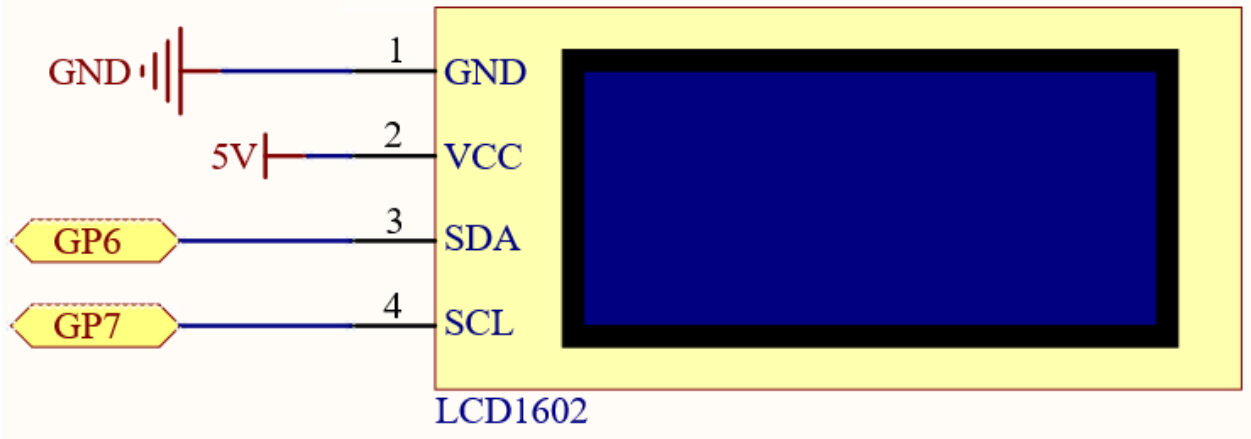 GND 1 GND
5V 2 VCC
GP6 3 SDA
GP7 4 SCL
LCD1602